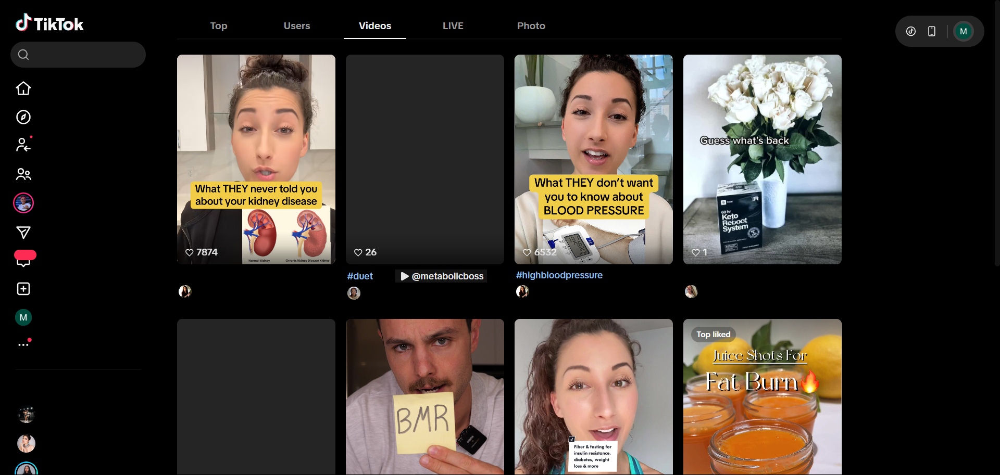 TikTok
Top
Users
Videos
LIVE
Photo
M
What THEY never told you
about your kidney disease
Normal Kidney
Chronic Kidney Disease Kidney
7874
26
#duet
@metabolicboss
What THEY don't want
you to know about
BLOOD PRESSURE
6532
#highbloodpressure
Guess what's back
60 hr
Keto
Reboot
System
1
M
BMR
Fiber & fasting for
insulin resistance,
diabetes, weight
loss & more
Top liked
Juice Shots For
Fat Burn🔥